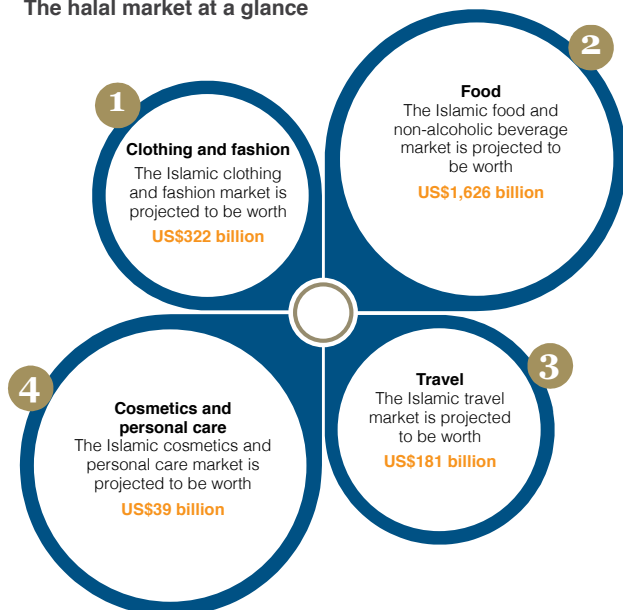 The halal market at a glance
1
Clothing and fashion
The Islamic clothing
and fashion market is
projected to be worth
US$322 billion
2
Food
The Islamic food and
non-alcoholic beverage
market is projected to
be worth
US$1,626 billion
3
Travel
The Islamic travel
market is projected
to be worth
US$181 billion
4
Cosmetics and
personal care
The Islamic cosmetics and
personal care market is
projected to be worth
US$39 billion